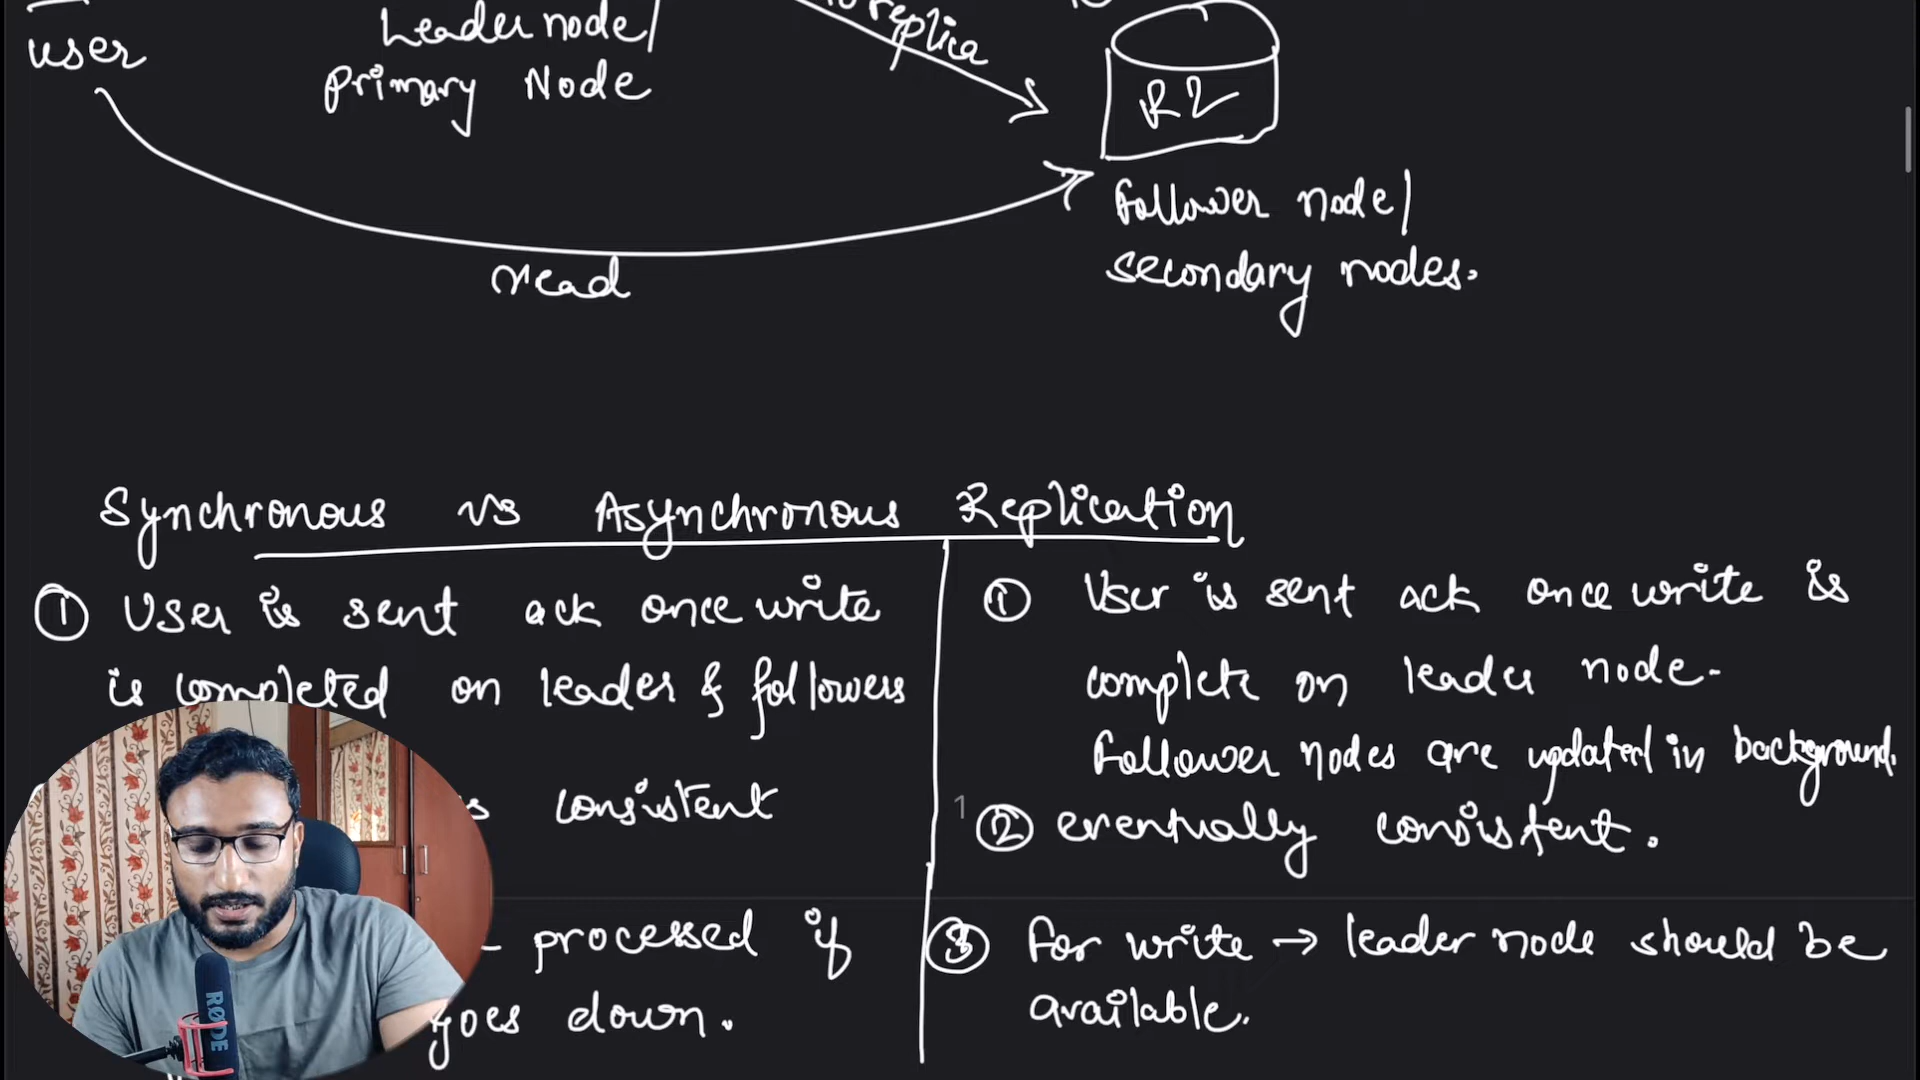 user
Leader node/
Primary Node
replica
R2
read
follower node/
secondary nodes.
Synchronous vs Asynchronous Replication
① User is sent ack once write
is completed on leader & followers
consistent
processed if
goes down.
① User is sent ack once write is
complete on leader node.
follower nodes are updated in background.
1
② eventually consistent.
③ for write → leader node should be
available.
RØDE